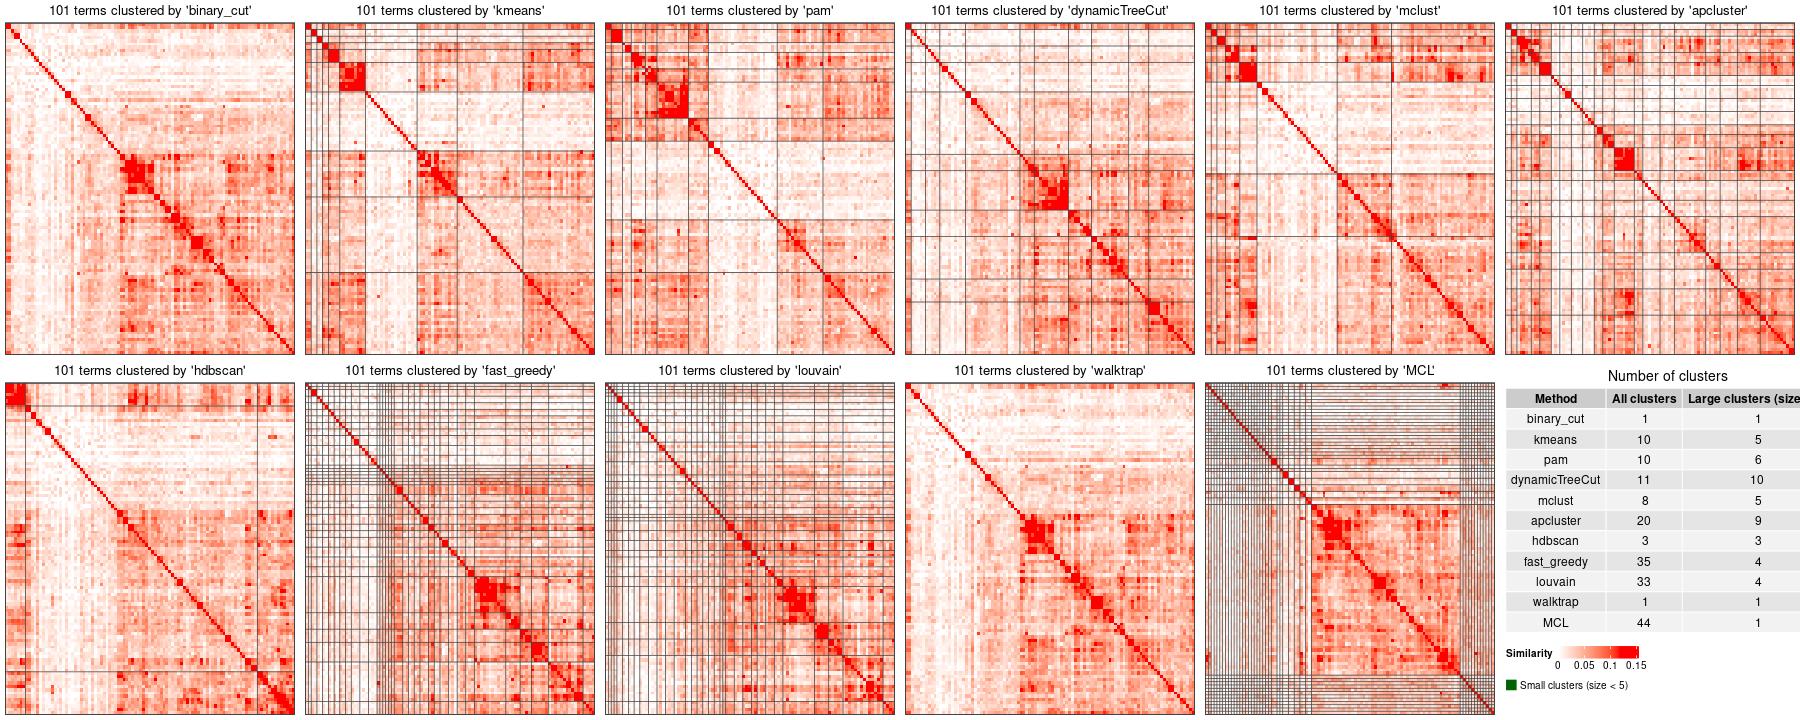 101 terms clustered by 'binary_cut'
101 terms clustered by 'kmeans'
101 terms clustered by 'pam'
101 terms clustered by 'dynamicTreeCut'
101 terms clustered by 'mclust'
101 terms clustered by 'apcluster'
101 terms clustered by 'hdbscan'
101 terms clustered by 'fast_greedy'
101 terms clustered by 'louvain'
101 terms clustered by 'walktrap'
101 terms clustered by 'MCL'
Number of clusters
Method All clusters Large clusters (size
binary_cut 1 1
kmeans 10 5
pam 10 6
dynamicTreeCut 11 10
mclust 8 5
apcluster 20 9
hdbscan 3 3
fast_greedy 35 4
louvain 33 4
walktrap 1 1
MCL 44 1
Similarity
0 0.05 0.1 0.15
Small clusters (size < 5)